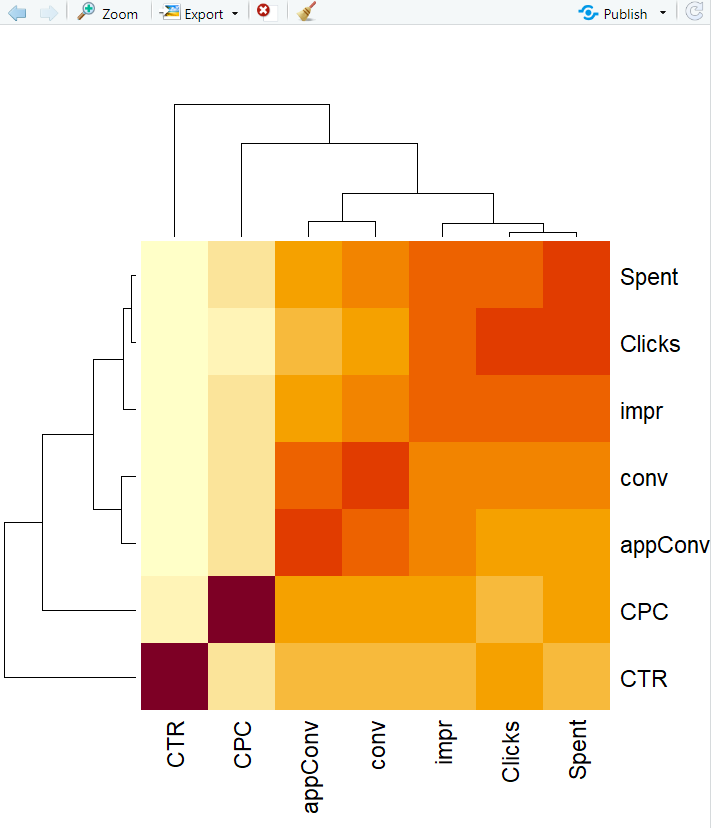 Zoom Export Publish
Spent
Clicks
impr
conv
appConv
CPC
CTR
CTR CPC appConv conv impr Clicks Spent